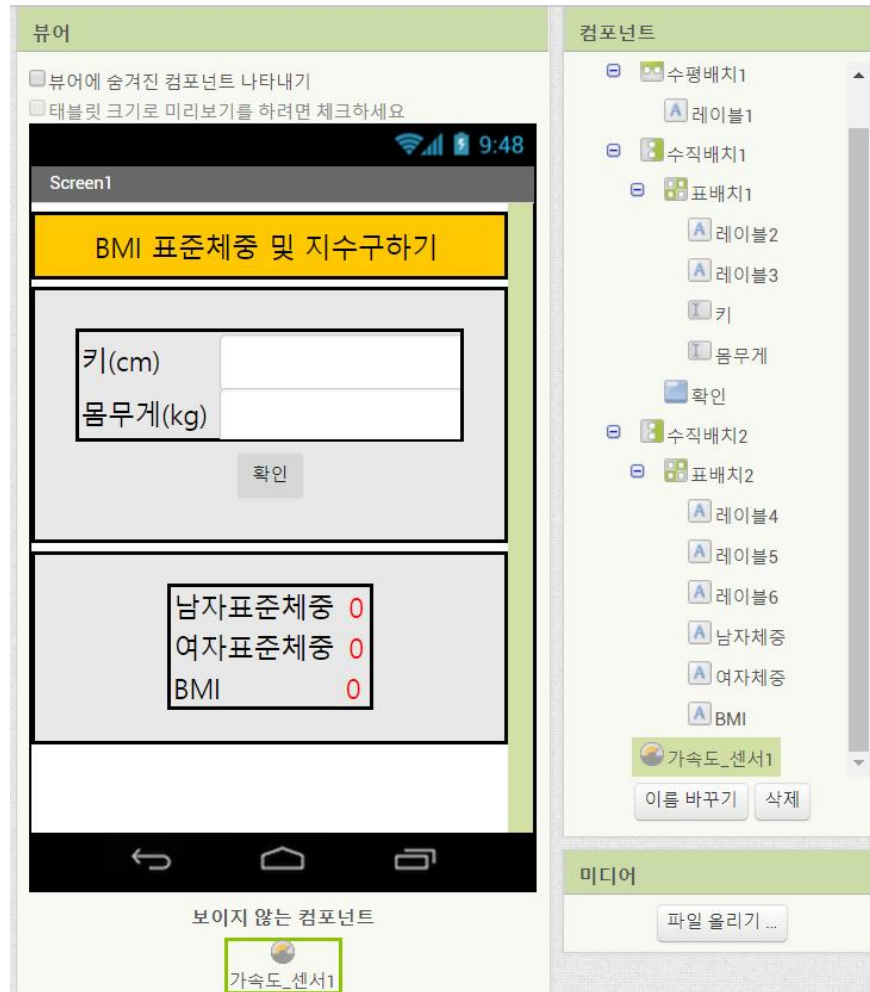 뷰어
뷰어에 숨겨진 컴포넌트 나타내기
태블릿 크기로 미리보기를 하려면 체크하세요
9:48
Screen1
BMI 표준체중 및 지수구하기
키(cm)
몸무게(kg)
확인
남자표준체중 0
여자표준체중 0
BMI 0
보이지 않는 컴포넌트
가속도_센서1
컴포넌트
수평배치1
레이블1
수직배치1
표배치1
레이블2
레이블3
키
몸무게
확인
수직배치2
표배치2
레이블4
레이블5
레이블6
남자체중
여자체중
BMI
가속도_센서1
이름 바꾸기 삭제
미디어
파일 올리기 ...